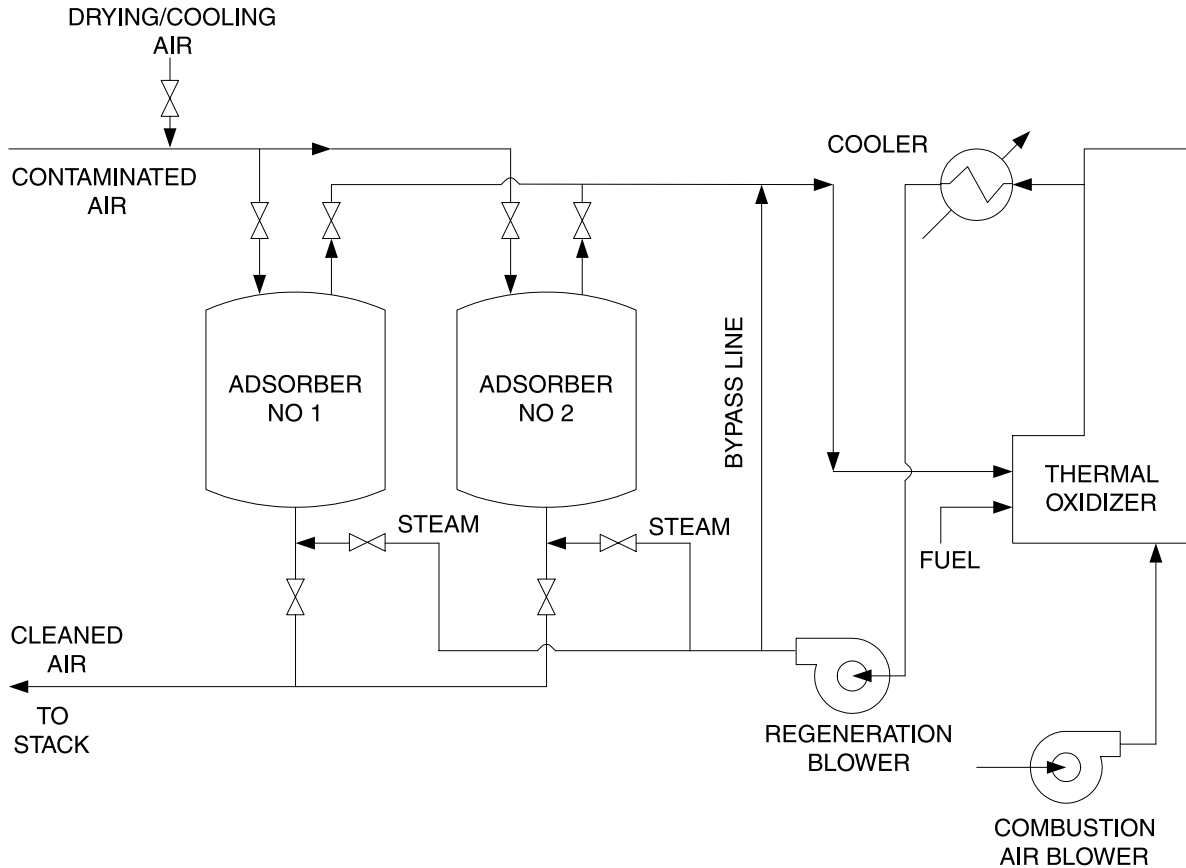 DRYING/COOLING
AIR
CONTAMINATED
AIR
COOLER
ADSORBER
NO 1
ADSORBER
NO 2
BYPASS LINE
THERMAL
OXIDIZER
STEAM
STEAM
FUEL
CLEANED
AIR
TO
STACK
REGENERATION
BLOWER
COMBUSTION
AIR BLOWER